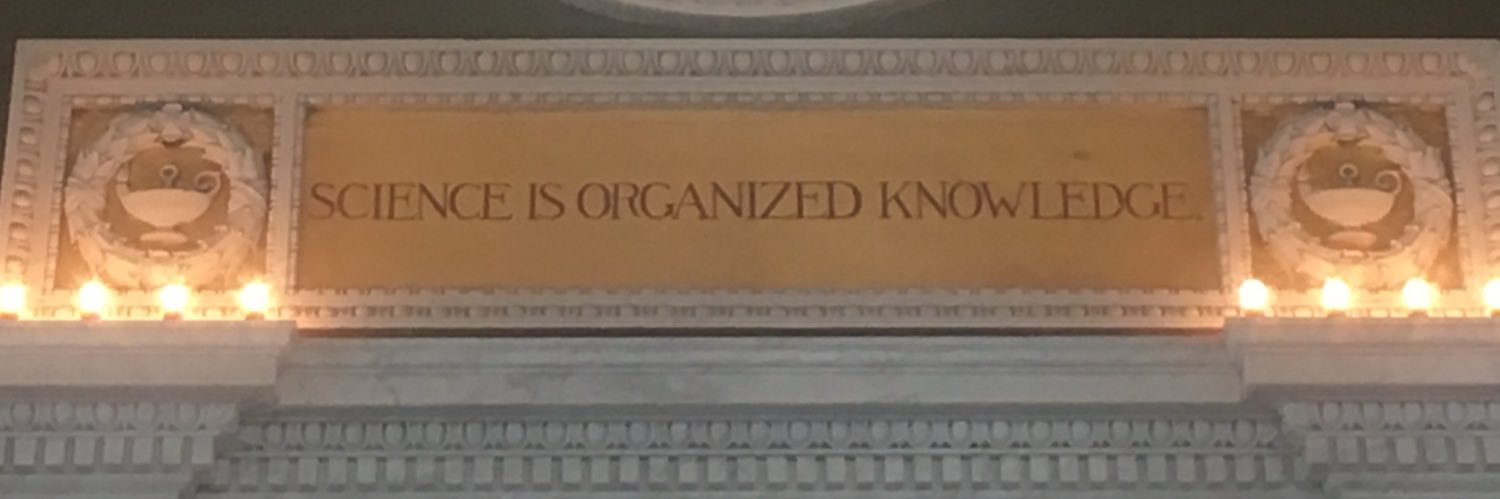 SCIENCE IS ORGANIZED KNOWLEDGE.